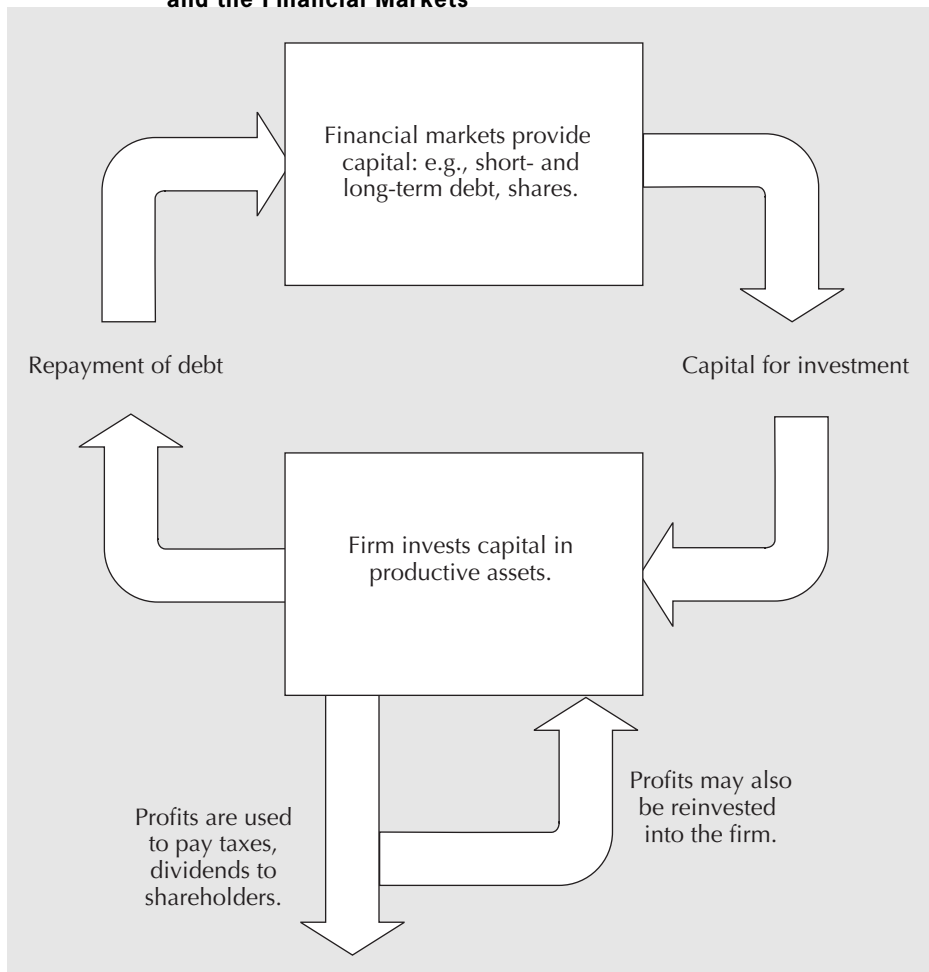 and the Financial Markets
Financial markets provide
capital: e.g., short- and
long-term debt, shares.
Repayment of debt
Capital for investment
Firm invests capital in
productive assets.
Profits are used
to pay taxes,
dividends to
shareholders.
Profits may also
be reinvested
into the firm.